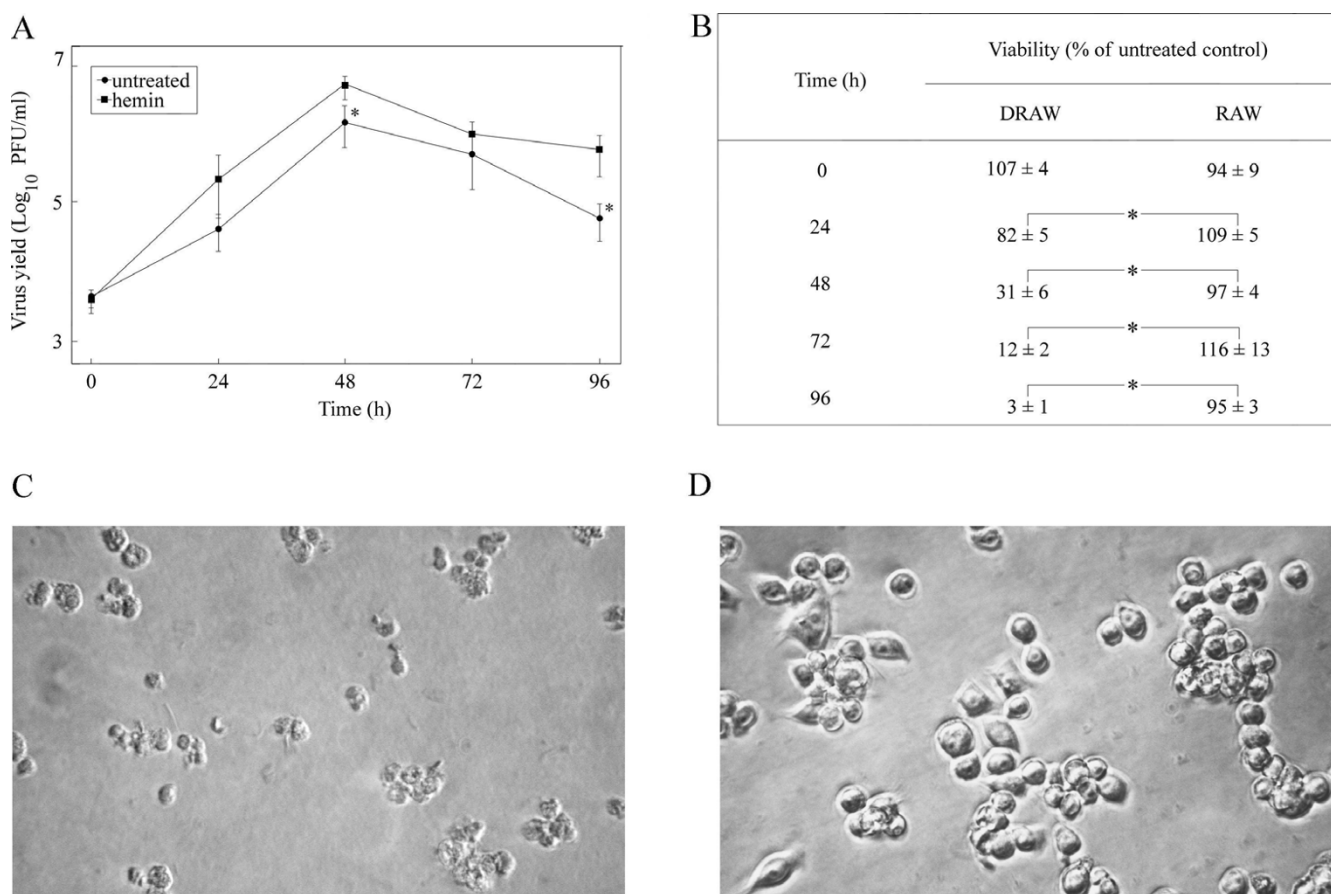 A
7
5
3
Virus yield (Log10 PFU/ml)
untreated
hemin
*
*
0 24 48 72 96
Time (h)
B
Time (h)
Viability (% of untreated control)
DRAW RAW
0 107 ± 4 94 ± 9
*
24 82 ± 5 109 ± 5
*
48 31 ± 6 97 ± 4
*
72 12 ± 2 116 ± 13
*
96 3 ± 1 95 ± 3
C
D